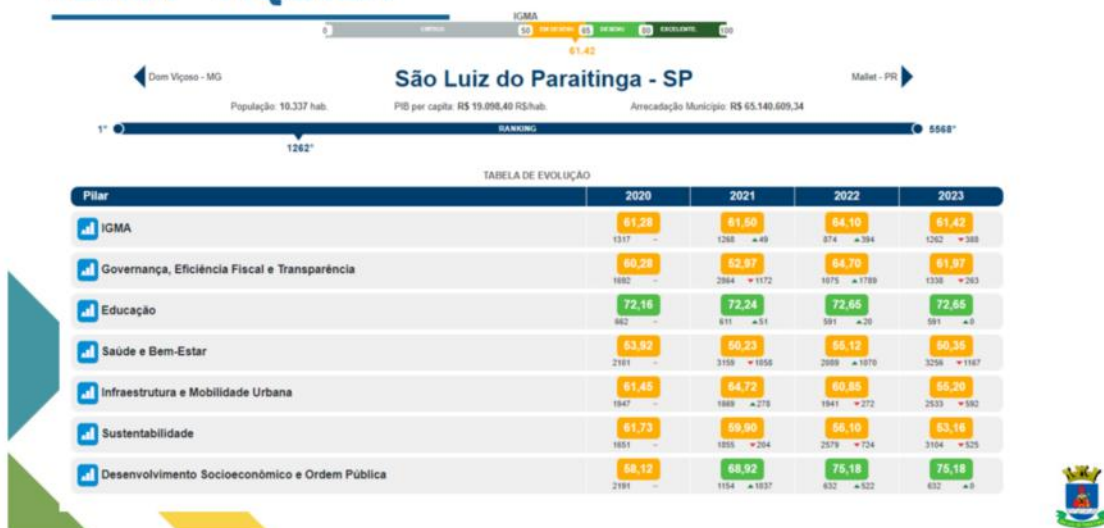 IGMA
0 50 65 80 EXCELENTE 100
61.42
Dom Viçoso - MG São Luiz do Paraitinga - SP Mallet - PR
População: 10.337 hab. PIB per capita: R$ 19.098,40 R$/hab. Arrecadação Município: R$ 65.140.609,34
1° RANKING 5568°
1262°
TABELA DE EVOLUÇÃO
Pilar 2020 2021 2022 2023
IGMA 61,28 61,50 64,10 61,42
1317 - 1268 ▲49 874 ▲394 1262 ▼388
Governança, Eficiência Fiscal e Transparência 60,28 52,97 64,70 61,97
1692 - 2864 ▼1172 1075 ▲1789 1338 ▼263
Educação 72,16 72,24 72,65 72,65
662 - 611 ▲51 591 ▲20 591 ▲0
Saúde e Bem-Estar 53,92 50,23 55,12 50,35
2101 - 3159 ▼1058 2089 ▲1070 3256 ▼1167
Infraestrutura e Mobilidade Urbana 61,45 64,72 60,85 55,20
1947 - 1669 ▲278 1941 ▼272 2533 ▼592
Sustentabilidade 61,73 59,90 56,10 53,16
1651 - 1855 ▼204 2579 ▼724 3104 ▼525
Desenvolvimento Socioeconômico e Ordem Pública 58,12 68,92 75,18 75,18
2191 - 1154 ▲1037 632 ▲522 632 ▲0